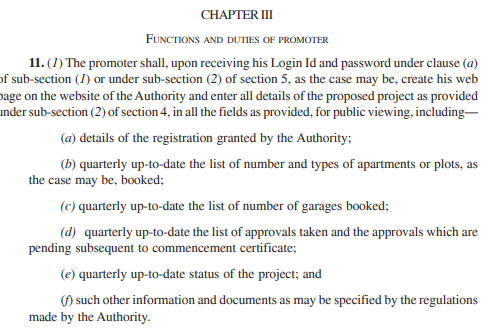 CHAPTER III
FUNCTIONS AND DUTIES OF PROMOTER
11. (1) The promoter shall, upon receiving his Login Id and password under clause (a)
of sub-section (1) or under sub-section (2) of section 5, as the case may be, create his web
page on the website of the Authority and enter all details of the proposed project as provided
under sub-section (2) of section 4, in all the fields as provided, for public viewing, including—
(a) details of the registration granted by the Authority;
(b) quarterly up-to-date the list of number and types of apartments or plots, as
the case may be, booked;
(c) quarterly up-to-date the list of number of garages booked;
(d) quarterly up-to-date the list of approvals taken and the approvals which are
pending subsequent to commencement certificate;
(e) quarterly up-to-date status of the project; and
(f) such other information and documents as may be specified by the regulations
made by the Authority.